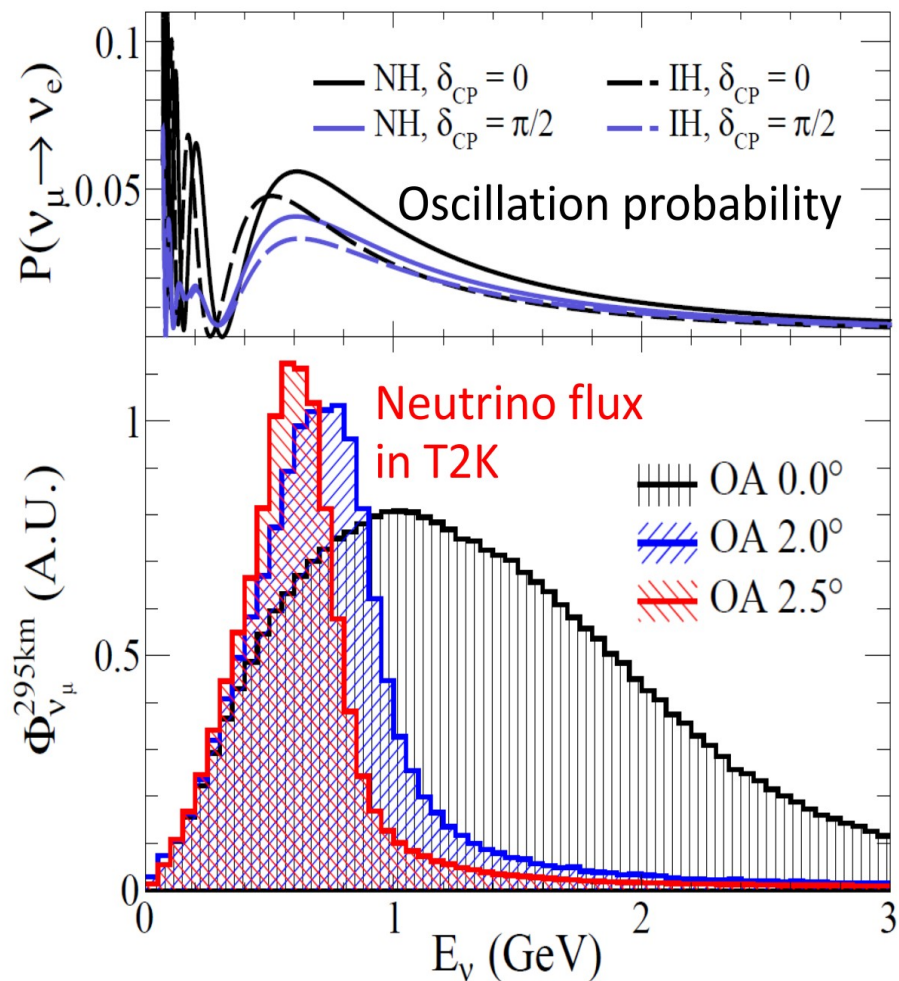 0.1
NH, δCP = 0
IH, δCP = 0
NH, δCP = π/2
IH, δCP = π/2
0.05
Oscillation probability
P(νμ→ νe)
Neutrino flux
in T2K
1
OA 0.0°
OA 2.0°
OA 2.5°
0.5
Φνμ295km (A.U.)
0
0
1
2
3
Eν (GeV)